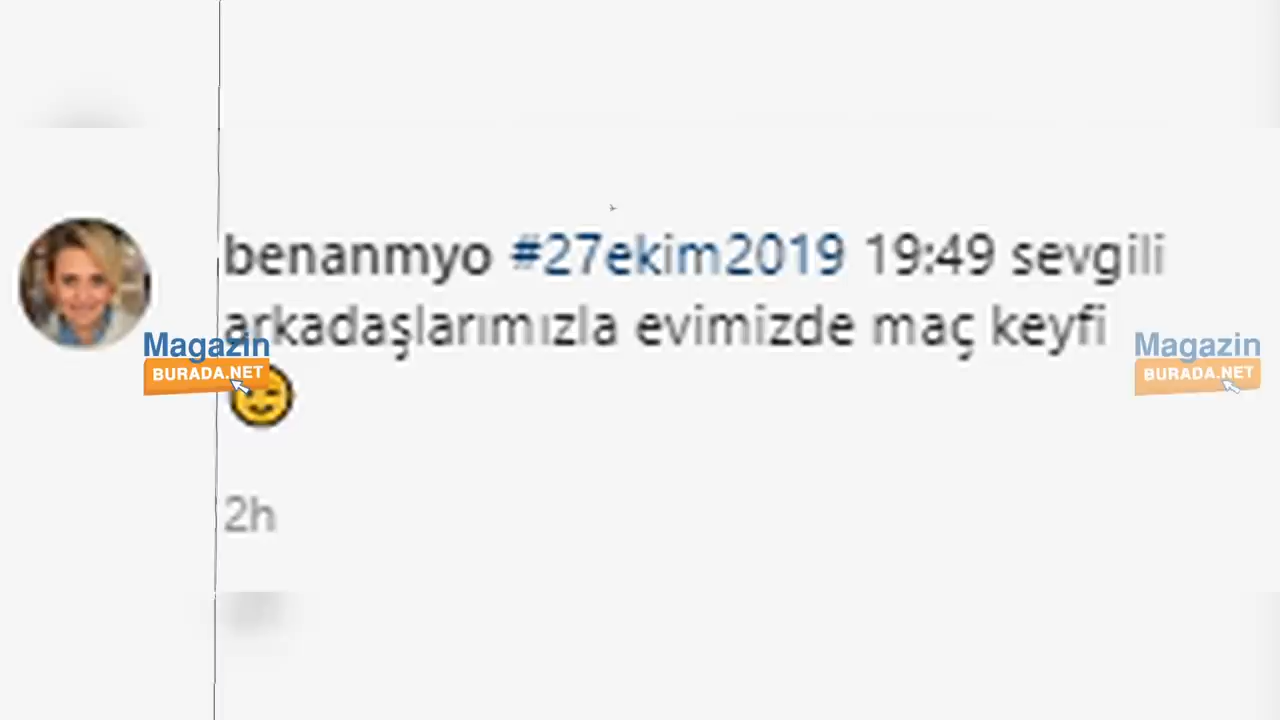 benanmyo #27ekim2019 19:49 sevgili
arkadaşlarımızla evimizde maç keyfi
Magazin
BURADA.NET
Magazin
BURADA.NET
2h